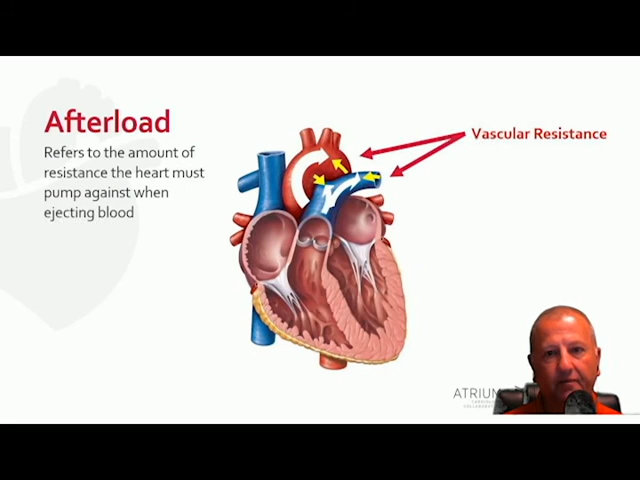 Afterload
Refers to the amount of
resistance the heart must
pump against when
ejecting blood
Vascular Resistance
ATRIUM